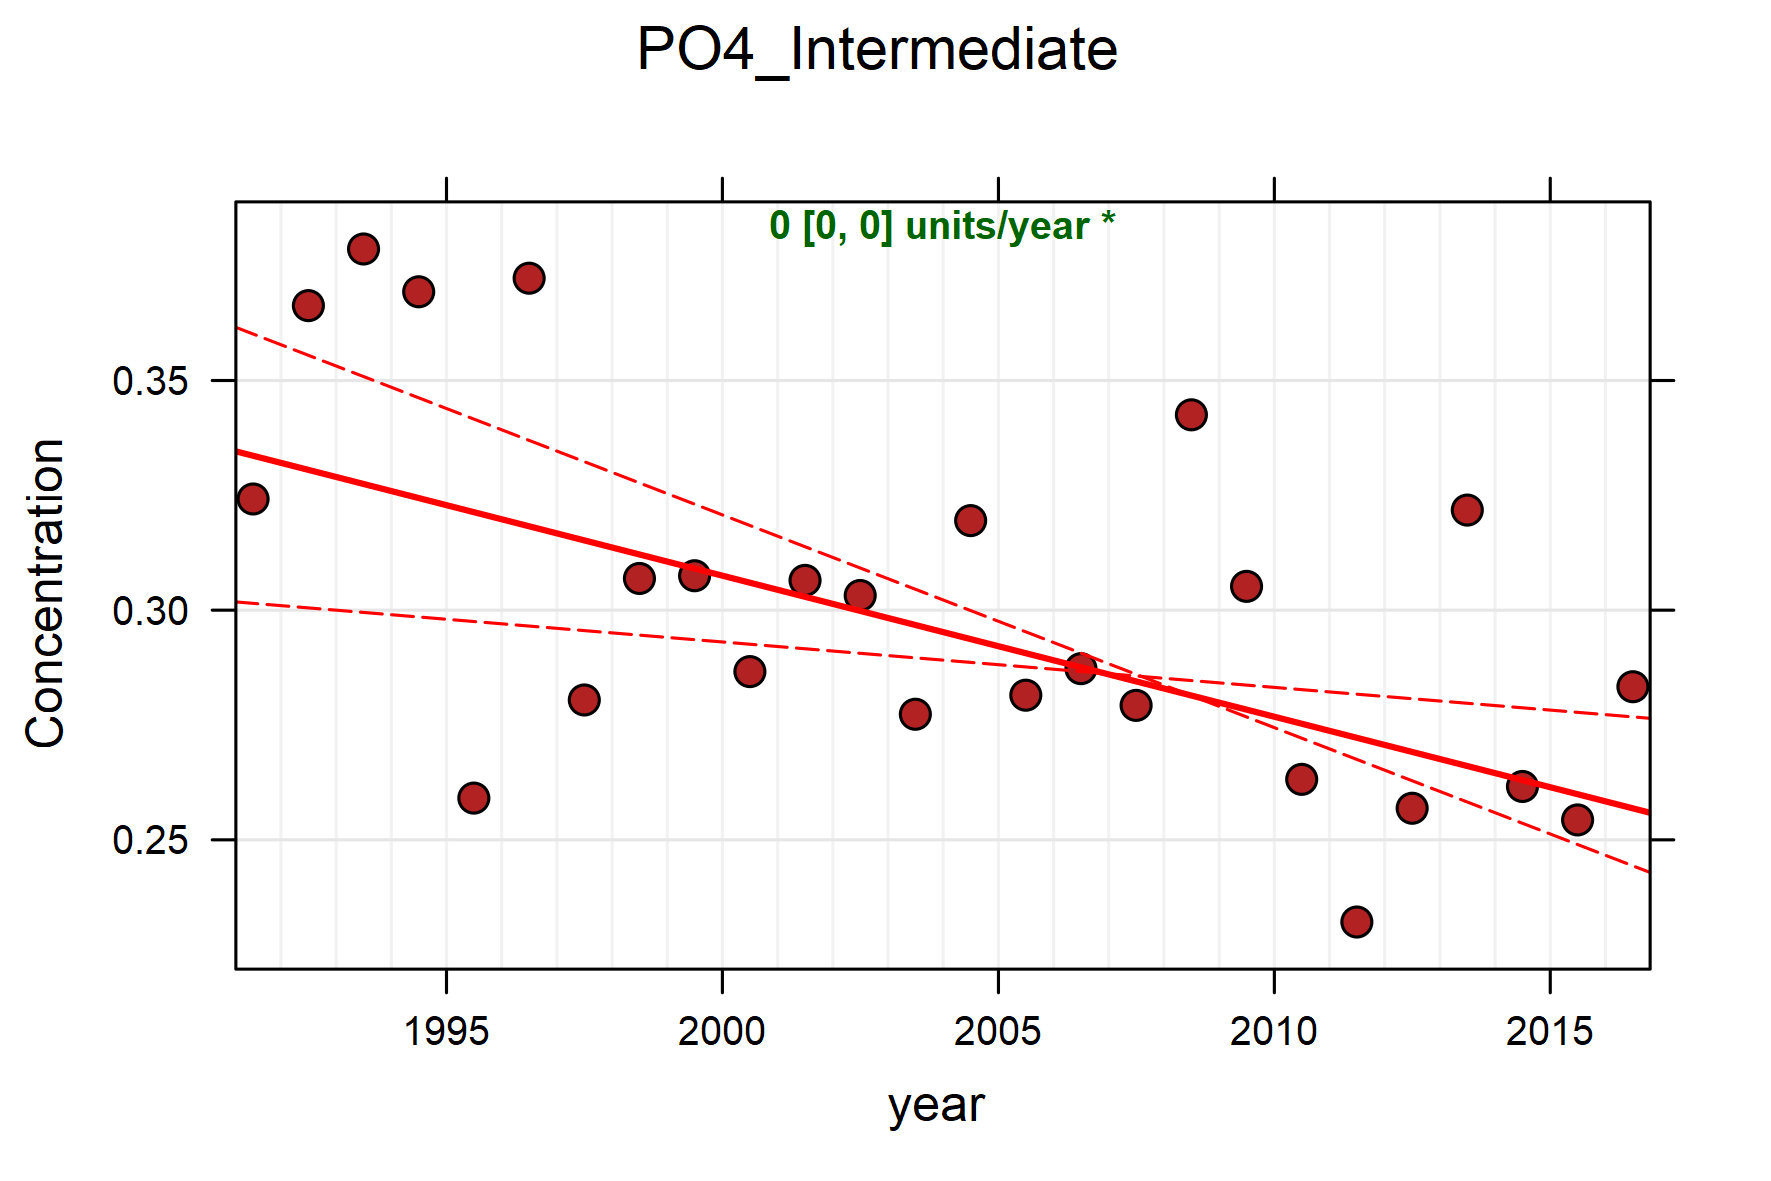 PO4_Intermediate
0 [0, 0] units/year *
Concentration
0.35
0.30
0.25
1995 2000 2005 2010 2015
year